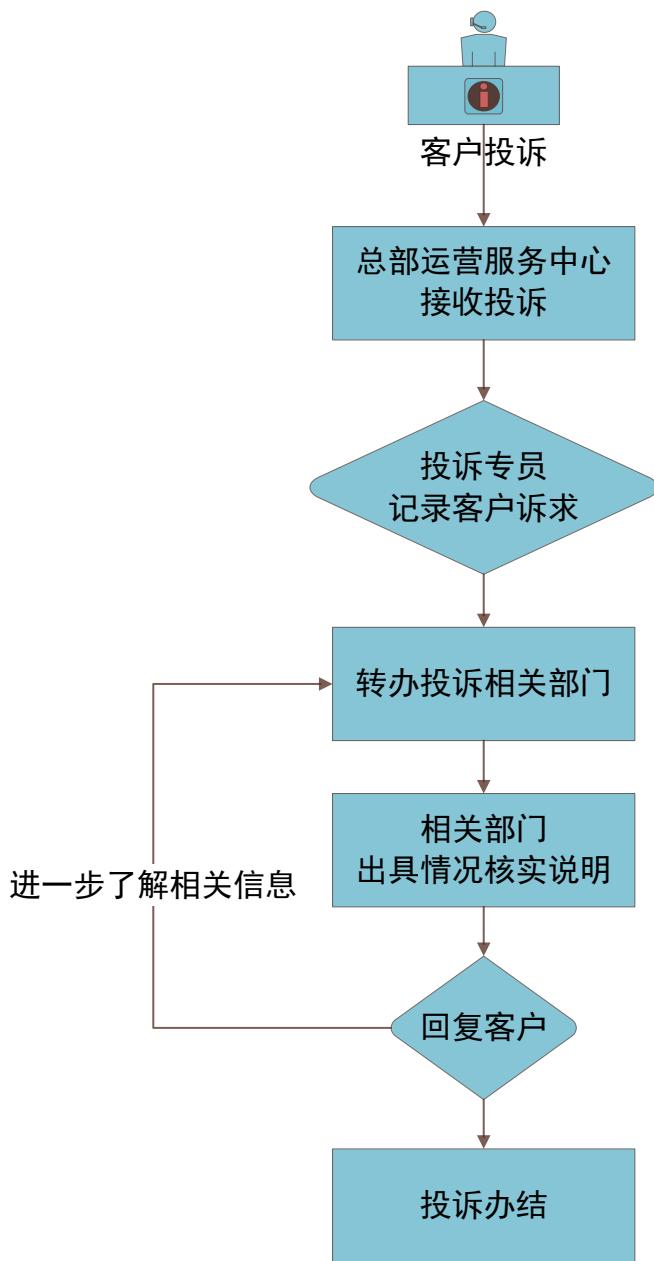 客户投诉
总部运营服务中心
接收投诉
投诉专员
记录客户诉求
转办投诉相关部门
相关部门
出具情况核实说明
进一步了解相关信息
回复客户
投诉办结